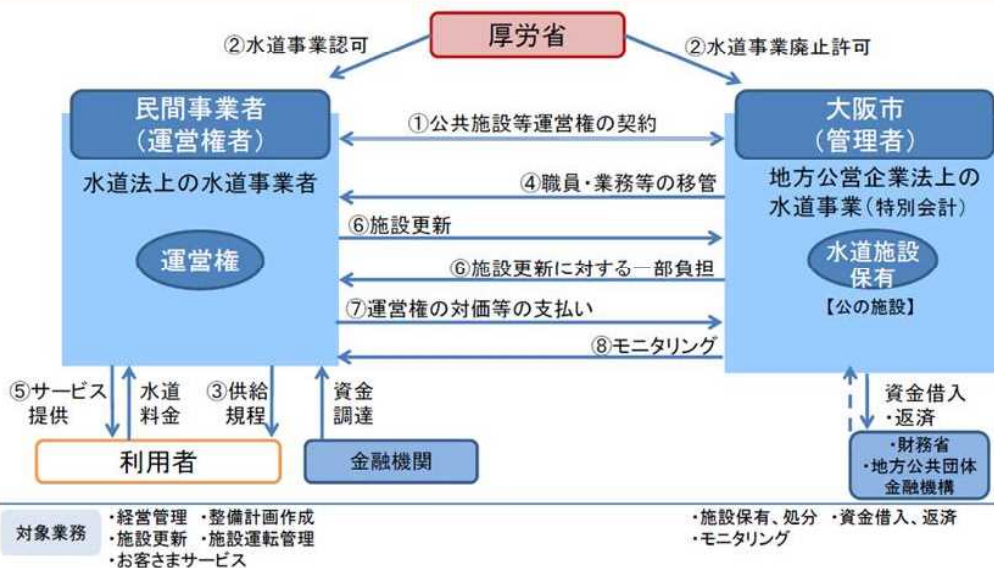 厚労省
②水道事業認可
②水道事業廃止許可
民間事業者
（運営権者）
①公共施設等運営権の契約
大阪市
（管理者）
水道法上の水道事業者
④職員・業務等の移管
地方公営企業法上の
水道事業（特別会計）
⑥施設更新
運営権
水道施設
保有
⑥施設更新に対する一部負担
【公の施設】
⑦運営権の対価等の支払い
⑧モニタリング
⑤サービス
提供
水道
料金
③供給
規程
資金
調達
資金借入
・返済
利用者
金融機関
・財務省
・地方公共団体
金融機構
対象業務
・経営管理 ・整備計画作成
・施設更新 ・施設運転管理
・お客さまサービス
・施設保有、処分 ・資金借入、返済
・モニタリング